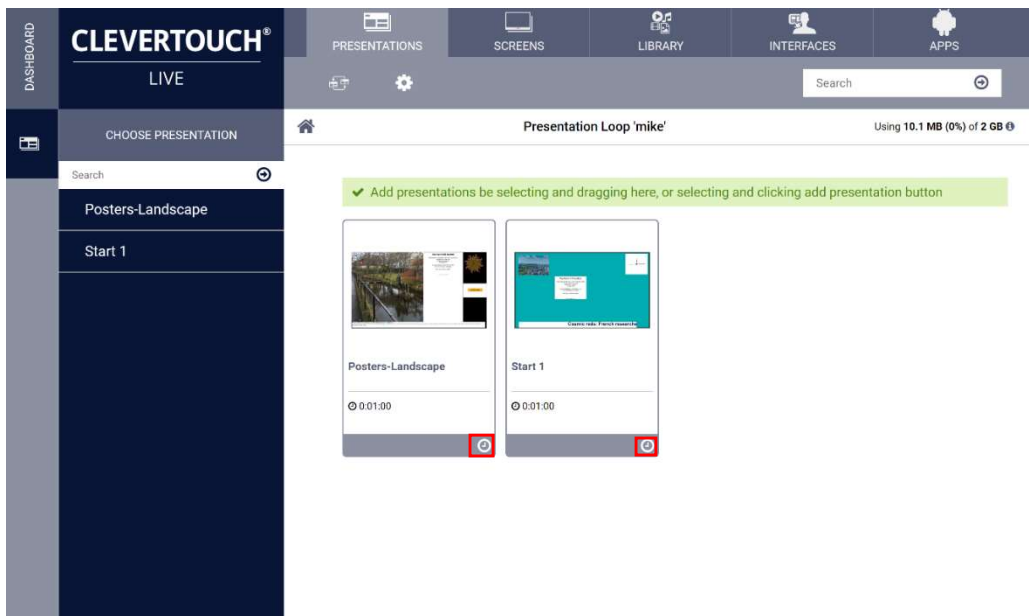 DASHBOARD
CLEVERTOUCH®
LIVE
PRESENTATIONS
SCREENS
LIBRARY
INTERFACES
APPS
Search
CHOOSE PRESENTATION
Presentation Loop 'mike'
Using 10.1 MB (0%) of 2 GB
Search
Posters-Landscape
Start 1
Add presentations be selecting and dragging here, or selecting and clicking add presentation button
Posters-Landscape
0:01:00
Start 1
0:01:00